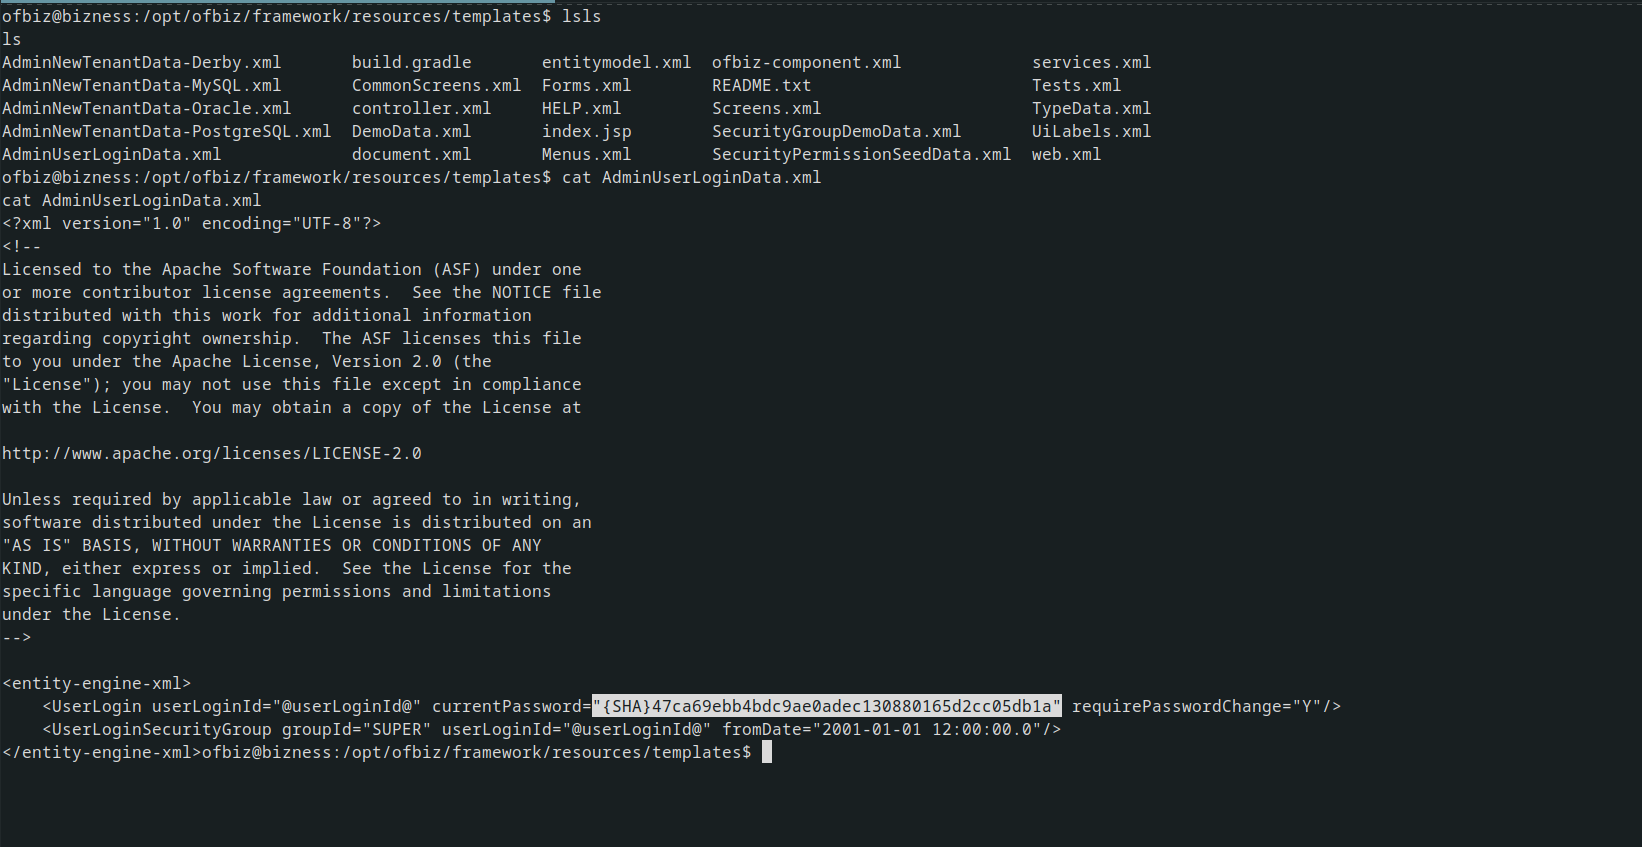 ofbiz@bizness:/opt/ofbiz/framework/resources/templates$ lsls
ls
AdminNewTenantData-Derby.xml       build.gradle       entitymodel.xml  ofbiz-component.xml             services.xml
AdminNewTenantData-MySQL.xml       CommonScreens.xml  Forms.xml        README.txt                      Tests.xml
AdminNewTenantData-Oracle.xml      controller.xml     HELP.xml         Screens.xml                     TypeData.xml
AdminNewTenantData-PostgreSQL.xml  DemoData.xml       index.jsp        SecurityGroupDemoData.xml       UiLabels.xml
AdminUserLoginData.xml             document.xml       Menus.xml        SecurityPermissionSeedData.xml  web.xml
ofbiz@bizness:/opt/ofbiz/framework/resources/templates$ cat AdminUserLoginData.xml
cat AdminUserLoginData.xml
<?xml version="1.0" encoding="UTF-8"?>
<!--
Licensed to the Apache Software Foundation (ASF) under one
or more contributor license agreements.  See the NOTICE file
distributed with this work for additional information
regarding copyright ownership.  The ASF licenses this file
to you under the Apache License, Version 2.0 (the
"License"); you may not use this file except in compliance
with the License.  You may obtain a copy of the License at

http://www.apache.org/licenses/LICENSE-2.0

Unless required by applicable law or agreed to in writing,
software distributed under the License is distributed on an
"AS IS" BASIS, WITHOUT WARRANTIES OR CONDITIONS OF ANY
KIND, either express or implied.  See the License for the
specific language governing permissions and limitations
under the License.
-->

<entity-engine-xml>
    <UserLogin userLoginId="@userLoginId@" currentPassword="{SHA}47ca69ebb4bdc9ae0adec130880165d2cc05db1a" requirePasswordChange="Y"/>
    <UserLoginSecurityGroup groupId="SUPER" userLoginId="@userLoginId@" fromDate="2001-01-01 12:00:00.0"/>
</entity-engine-xml>ofbiz@bizness:/opt/ofbiz/framework/resources/templates$